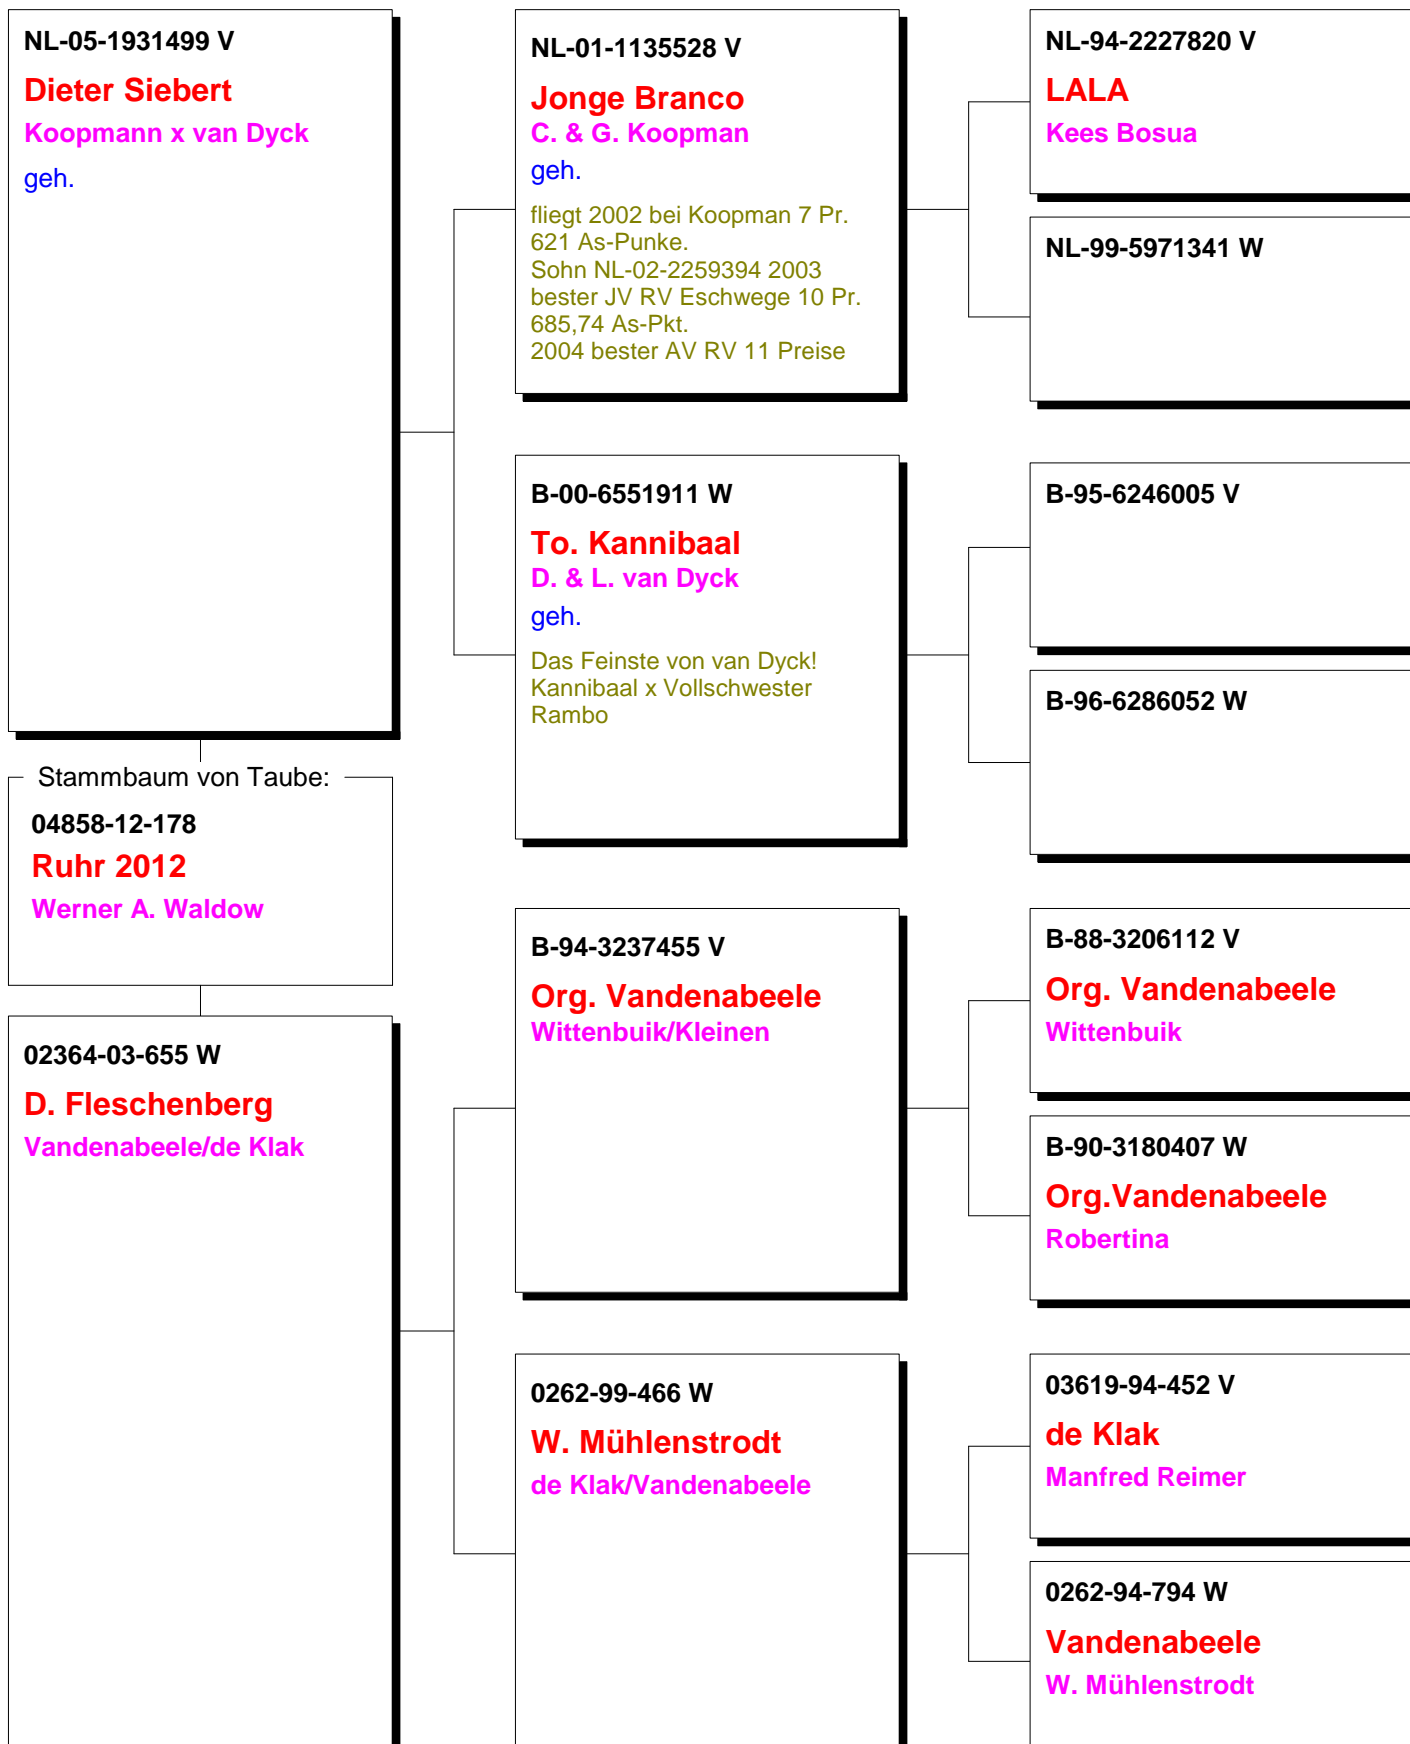 NL-05-1931499 V
Dieter Siebert
Koopmann x van Dyck
geh.
Stammbaum von Taube:
04858-12-178
Ruhr 2012
Werner A. Waldow
02364-03-655 W
D. Fleschenberg
Vandenabeele/de Klak
NL-01-1135528 V
Jonge Branco
C. & G. Koopman
geh.
fliegt 2002 bei Koopman 7 Pr.
621 As-Punke.
Sohn NL-02-2259394 2003
bester JV RV Eschwege 10 Pr.
685,74 As-Pkt.
2004 bester AV RV 11 Preise
B-00-6551911 W
To. Kannibaal
D. & L. van Dyck
geh.
Das Feinste von van Dyck!
Kannibaal x Vollschwester
Rambo
B-94-3237455 V
Org. Vandenabeele
Wittenbuik/Kleinen
0262-99-466 W
W. Mühlenstrodt
de Klak/Vandenabeele
NL-94-2227820 V
LALA
Kees Bosua
NL-99-5971341 W
B-95-6246005 V
B-96-6286052 W
B-88-3206112 V
Org. Vandenabeele
Wittenbuik
B-90-3180407 W
Org.Vandenabeele
Robertina
03619-94-452 V
de Klak
Manfred Reimer
0262-94-794 W
Vandenabeele
W. Mühlenstrodt